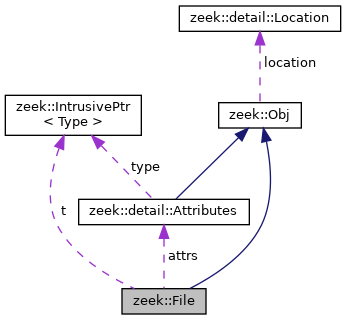 zeek::detail::Location
location
zeek::IntrusivePtr
< Type >
zeek::Obj
type
t
zeek::detail::Attributes
attrs
zeek::File